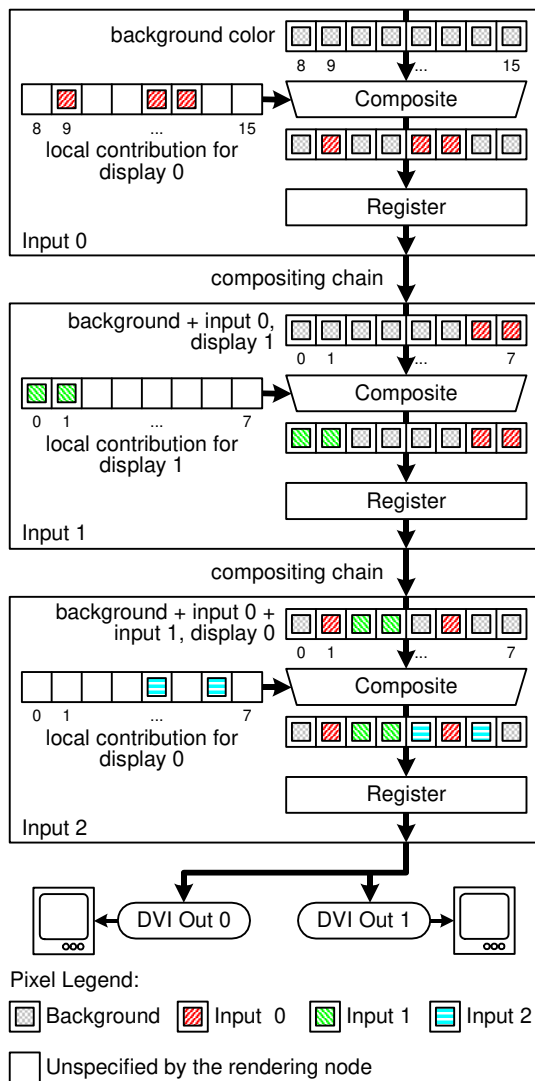 background color
8 9 ... 15
Composite
8 9 ... 15
local contribution for
display 0
Register
Input 0
compositing chain
background + input 0,
display 1
0 1 ... 7
Composite
0 1 ... 7
local contribution for
display 1
Register
Input 1
compositing chain
background + input 0 +
input 1, display 0
0 1 ... 7
Composite
0 1 ... 7
local contribution for
display 0
Register
Input 2
DVI Out 0 DVI Out 1
Pixel Legend:
Background Input 0 Input 1 Input 2
Unspecified by the rendering node